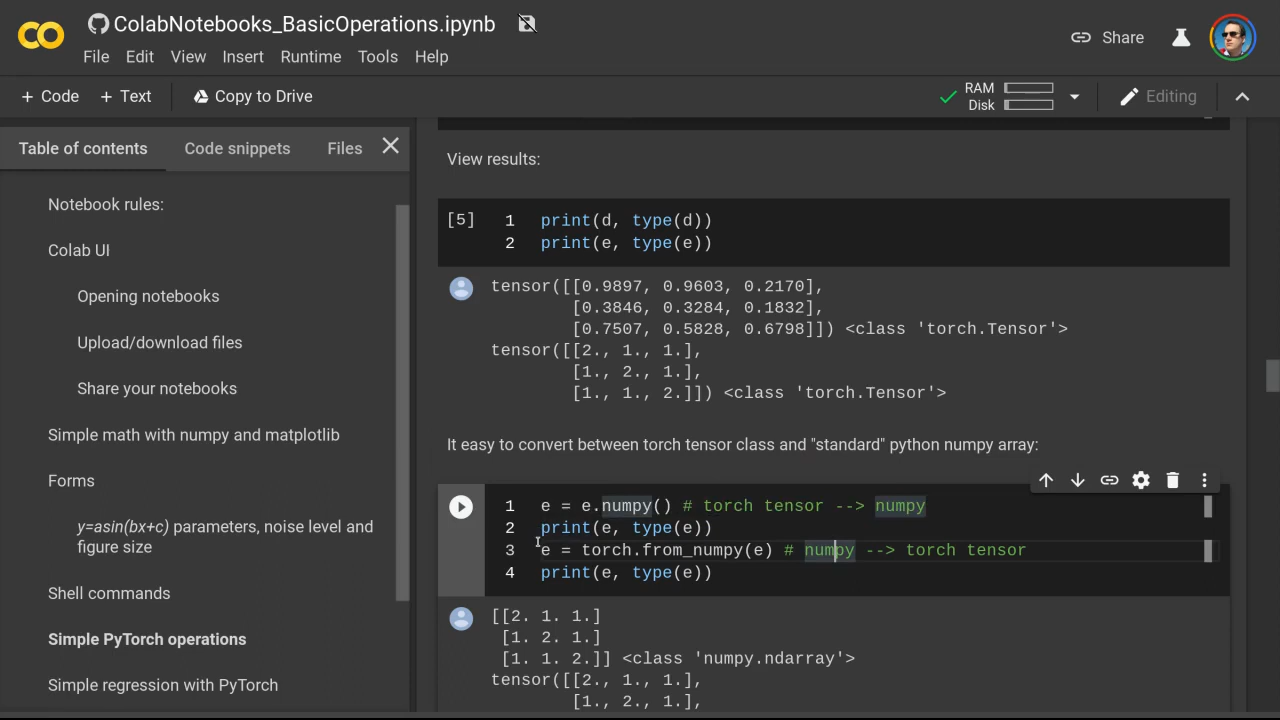 CO ColabNotebooks_BasicOperations.ipynb
File Edit View Insert Runtime Tools Help
Share
+ Code + Text Copy to Drive
RAM
Disk
Editing
Table of contents Code snippets Files
Notebook rules:
Colab UI
Opening notebooks
Upload/download files
Share your notebooks
Simple math with numpy and matplotlib
Forms
y=asin(bx+c) parameters, noise level and
figure size
Shell commands
Simple PyTorch operations
Simple regression with PyTorch
View results:
[5] 1 print(d, type(d))
2 print(e, type(e))
tensor([[0.9897, 0.9603, 0.2170],
[0.3846, 0.3284, 0.1832],
[0.7507, 0.5828, 0.6798]]) <class 'torch.Tensor'>
tensor([[2., 1., 1.],
[1., 2., 1.],
[1., 1., 2.]]) <class 'torch.Tensor'>
It easy to convert between torch tensor class and "standard" python numpy array:
1 e = e.numpy() # torch tensor --> numpy
2 print(e, type(e))
3 e = torch.from_numpy(e) # numpy --> torch tensor
4 print(e, type(e))
[[2. 1. 1.]
[1. 2. 1.]
[1. 1. 2.]] <class 'numpy.ndarray'>
tensor([[2., 1., 1.],
[1., 2., 1.],